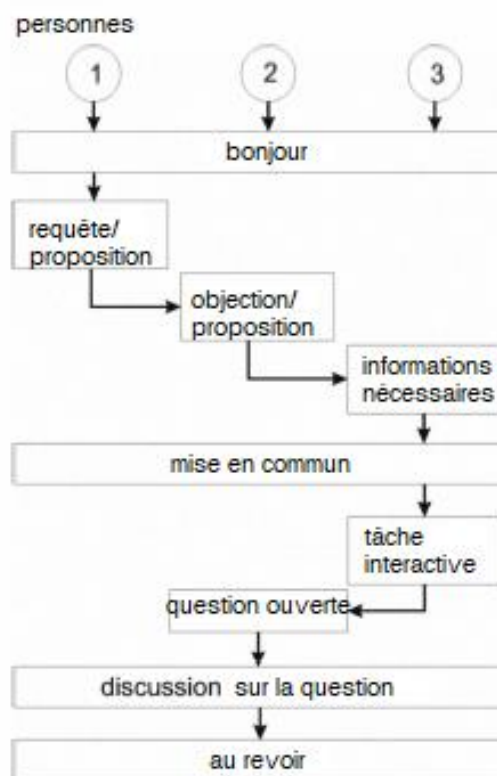 personnes
1 2 3
bonjour
requête/
proposition
objection/
proposition
informations
nécessaires
mise en commun
tâche
interactive
question ouverte
discussion sur la question
au revoir